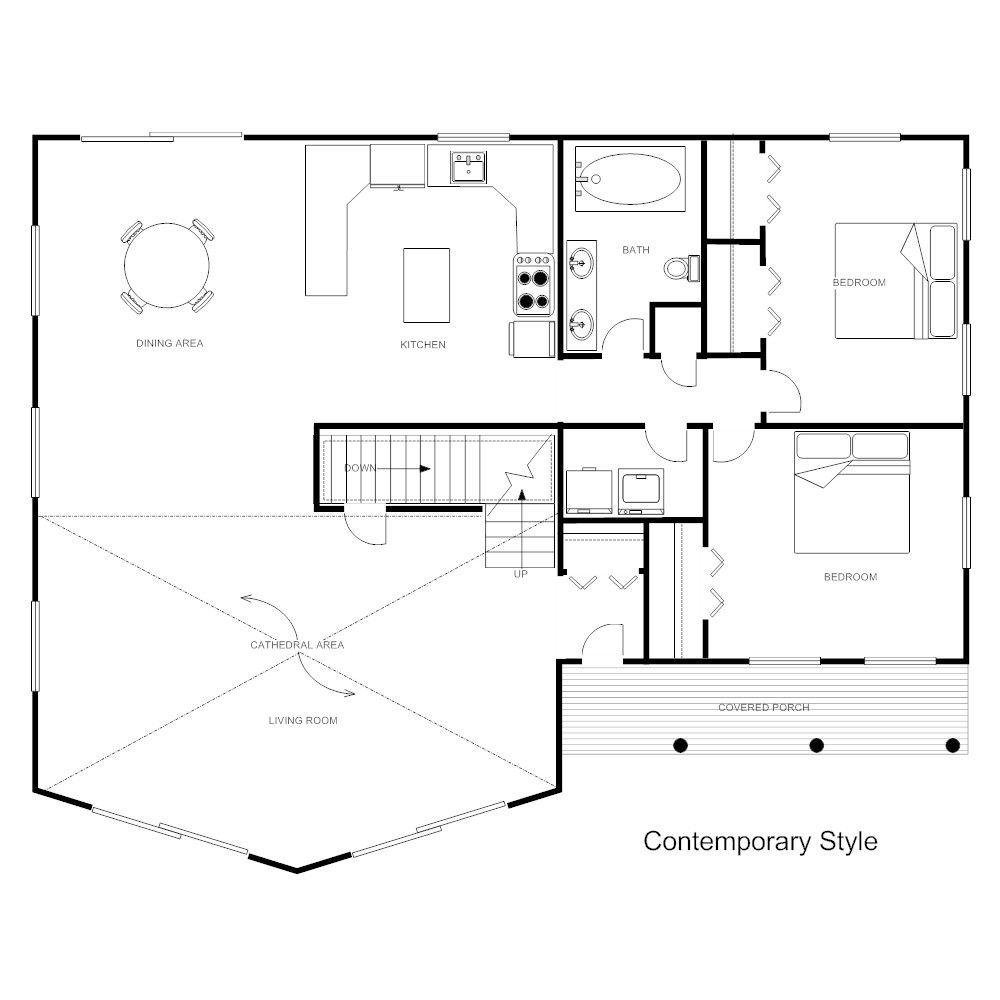 BATH
BEDROOM
DINING AREA
KITCHEN
DOWN
UP
BEDROOM
CATHEDRAL AREA
LIVING ROOM
COVERED PORCH
Contemporary Style